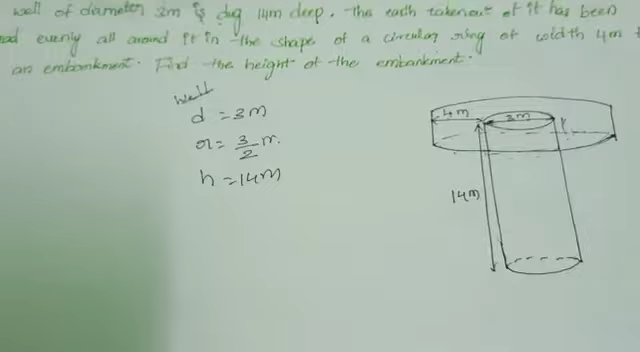 well of diameter 3m is dug 14m deep. the earth taken out of it has been
evenly all around it in the shape of a circular ring of width 4m
an embankment. Find the height of the embankment.
well
d = 3m
r = 3/2 m.
h = 14m
4m
3m
14m